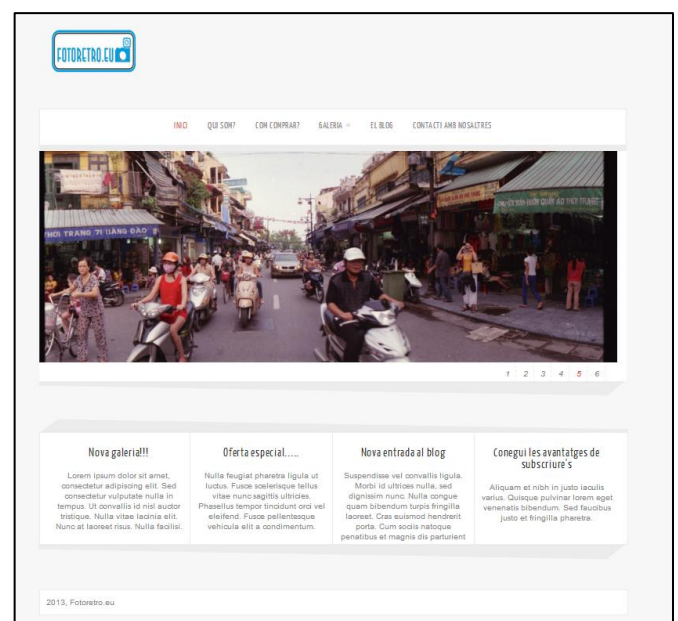 FOTORETRO.EU
INICI QUI SOM? COM COMPRAR? GALERIA EL BLOG CONTACTI AMB NOSALTRES
THOI TRANG 71 HANG ĐÀO
1 2 3 4 5 6
Nova galeria!!!
Lorem ipsum dolor sit amet,
consectetur adipiscing elit. Sed
consectetur vulputate nulla in
tempus. Ut convallis id nisl auctor
tristique. Nulla vitae lacinia elit.
Nunc at laoreet risus. Nulla facilisi.
Oferta especial.....
Nulla feugiat pharetra ligula ut
luctus. Fusce scelerisque tellus
vitae nunc sagittis ultricies.
Phasellus tempor tincidunt orci vel
eleifend. Fusce pellentesque
vehicula elit a condimentum.
Nova entrada al blog
Suspendisse vel convallis ligula.
Morbi id ultrices nulla, sed
dignissim nunc. Nulla congue
quam bibendum turpis fringilla
laoreet. Cras euismod hendrerit
porta. Cum sociis natoque
penatibus et magnis dis parturient
Conegui les avantatges de
subscriure's
Aliquam et nibh in justo iaculis
varius. Quisque pulvinar lorem eget
venenatis bibendum. Sed faucibus
justo et fringilla pharetra.
2013, Fotoretro.eu